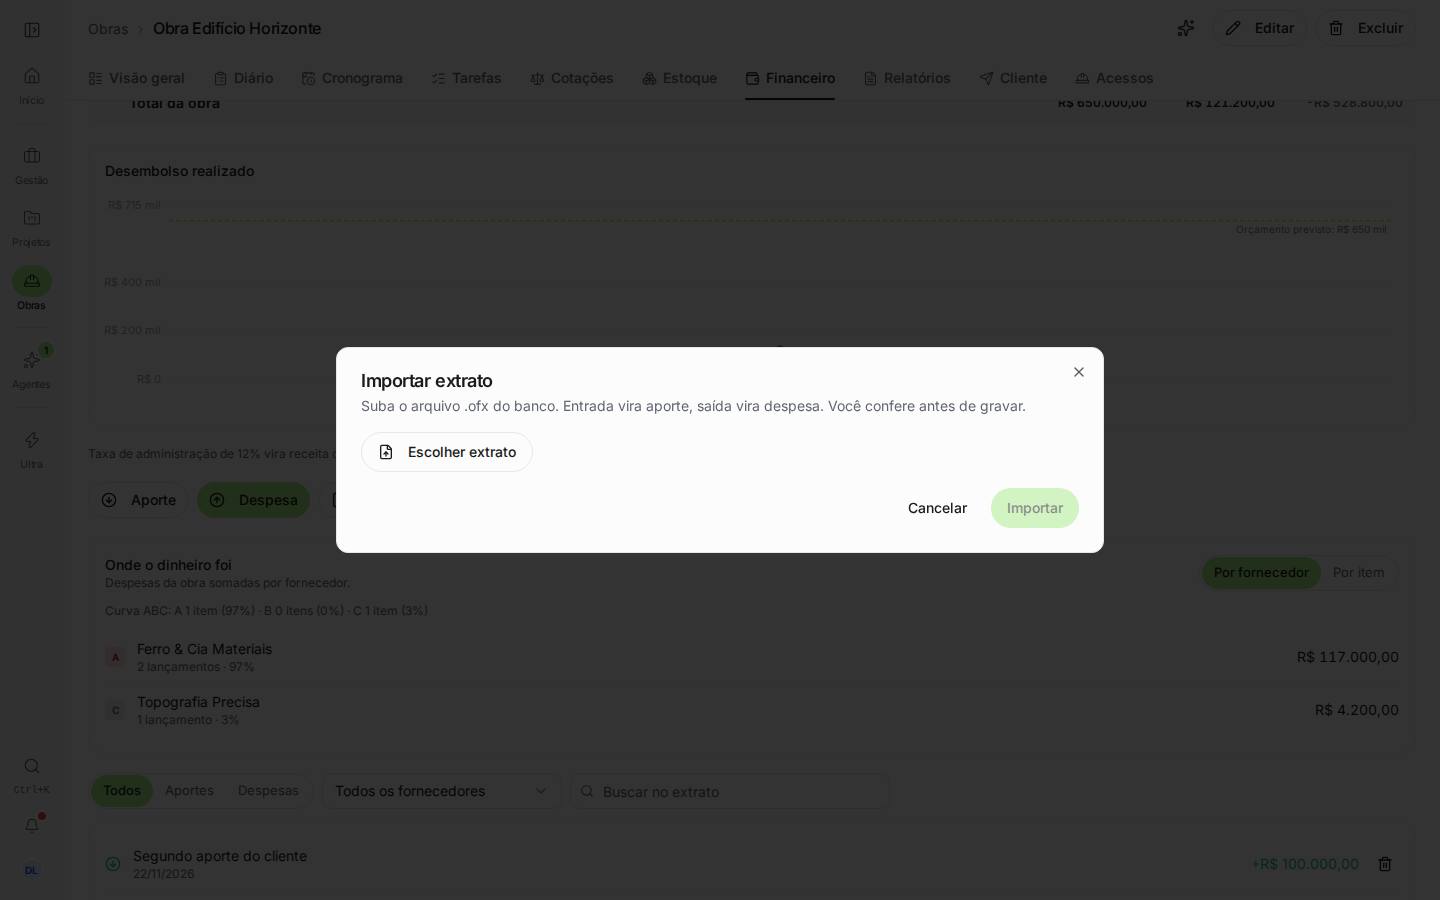 Obras
Obra Edifício Horizonte
Editar
Excluir
Visão geral
Diário
Cronograma
Tarefas
Cotações
Estoque
Financeiro
Relatórios
Cliente
Acessos
Início
Gestão
Projetos
Obras
1
Agentes
Ultra
Ctrl+K
DL
Total da obra
R$ 650.000,00
R$ 121.200,00
-R$ 528.800,00
Desembolso realizado
R$ 715 mil
Orçamento previsto: R$ 650 mil
R$ 400 mil
R$ 200 mil
R$ 0
Importar extrato
Suba o arquivo .ofx do banco. Entrada vira aporte, saída vira despesa. Você confere antes de gravar.
Escolher extrato
Cancelar
Importar
Taxa de administração de 12% vira receita
Aporte
Despesa
Onde o dinheiro foi
Despesas da obra somadas por fornecedor.
Por fornecedor
Por item
Curva ABC: A 1 item (97%) · B 0 itens (0%) · C 1 item (3%)
A
Ferro & Cia Materiais
2 lançamentos · 97%
R$ 117.000,00
C
Topografia Precisa
1 lançamento · 3%
R$ 4.200,00
Todos
Aportes
Despesas
Todos os fornecedores
Buscar no extrato
Segundo aporte do cliente
22/11/2026
+R$ 100.000,00